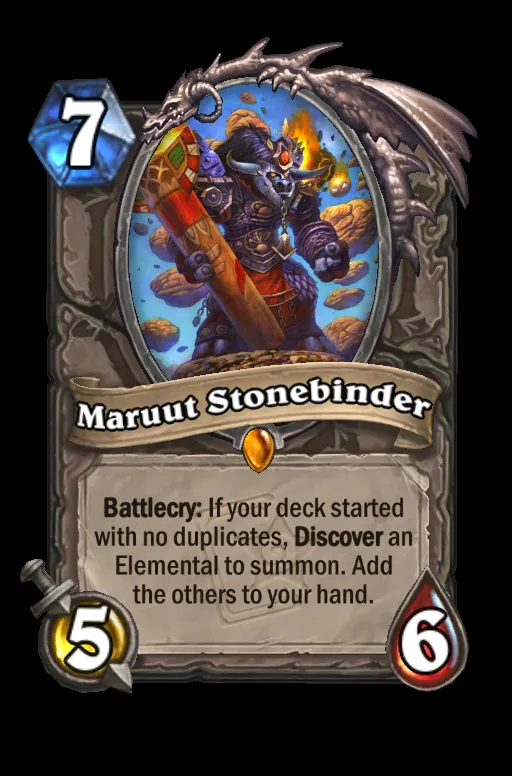 7
Maruut Stonebinder
Battlecry: If your deck started
with no duplicates, Discover an
Elemental to summon. Add
the others to your hand.
5
6